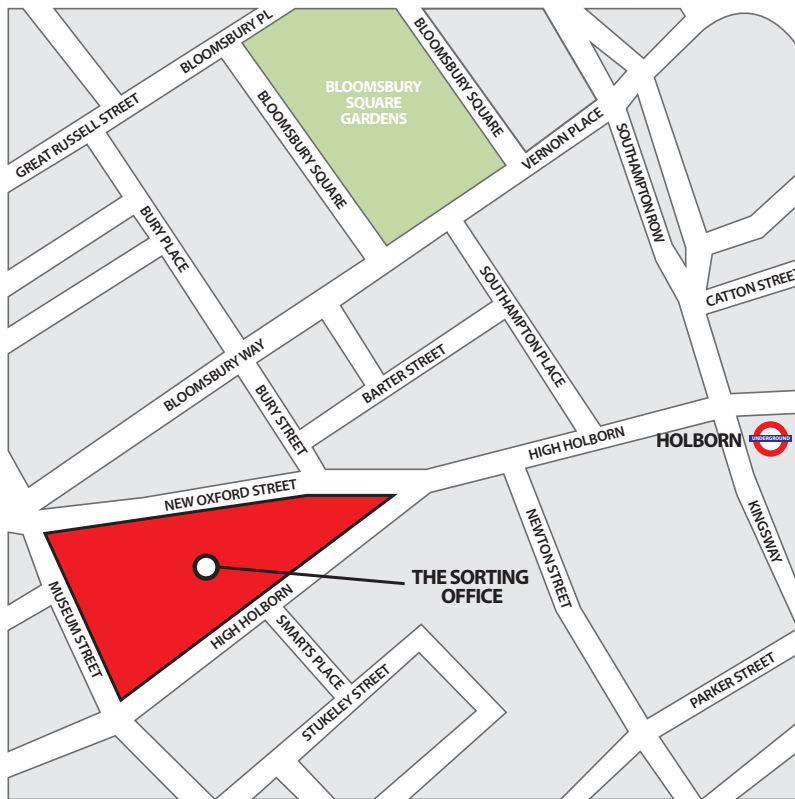 BLOOMSBURY PL
GREAT RUSSELL STREET
BLOOMSBURY
SQUARE
GARDENS
BLOOMSBURY SQUARE
BLOOMSBURY SQUARE
VERNON PLACE
SOUTHAMPTON ROW
BURY PLACE
SOUTHAMPTON PLACE
CATTON STREET
BLOOMSBURY WAY
BARTER STREET
BURY STREET
HIGH HOLBORN
HOLBORN
UNDERGROUND
NEW OXFORD STREET
NEWTON STREET
KINGSWAY
THE SORTING
OFFICE
MUSEUM STREET
HIGH HOLBORN
SMARTS PLACE
STUKELEY STREET
PARKER STREET